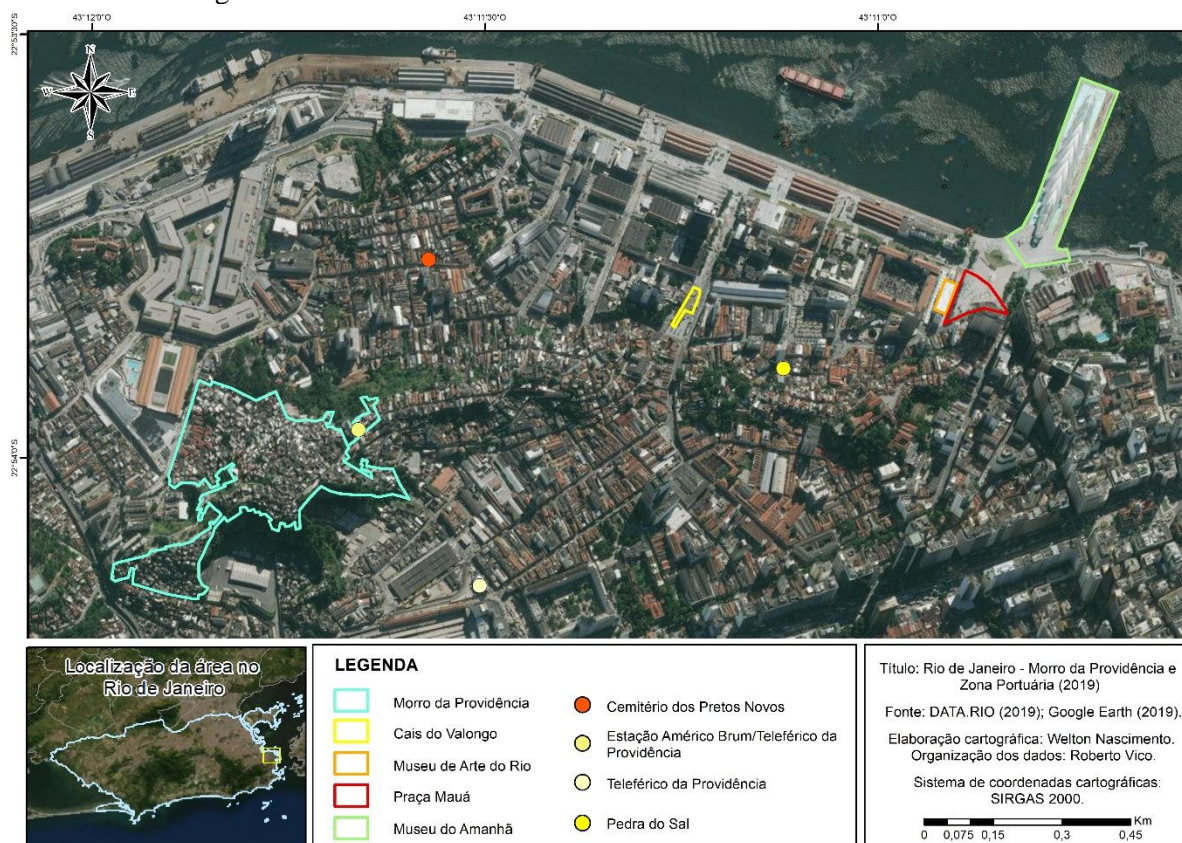 43°12'0"
43°11'30"
43°11'0"
22°53'30"S
N
W
E
S
22°54'0"S
Localização da área no
Rio de Janeiro
LEGENDA
Morro da Providência
Cais do Valongo
Museu de Arte do Rio
Praça Mauá
Museu do Amanhã
Cemitério dos Pretos Novos
Estação Américo Brum/Teleférico da
Providência
Teleférico da Providência
Pedra do Sal
Título: Rio de Janeiro - Morro da Providência e
Zona Portuária (2019)
Fonte: DATA.RIO (2019); Google Earth (2019).
Elaboração cartográfica: Welton Nascimento.
Organização dos dados: Roberto Vico.
Sistema de coordenadas cartográficas:
SIRGAS 2000.
Km
0 0,075 0,15 0,3 0,45